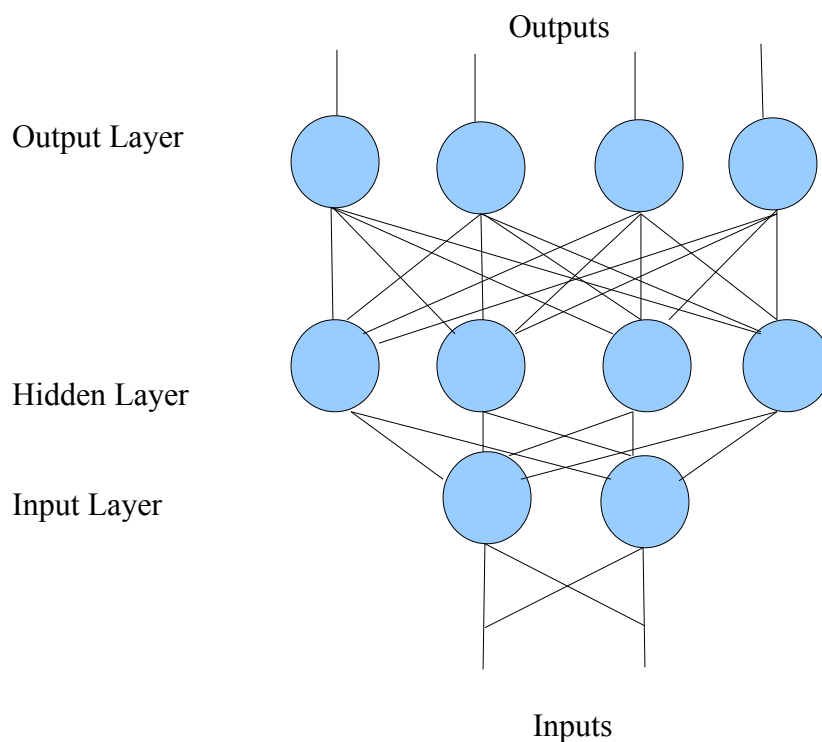 Outputs
Output Layer
Hidden Layer
Input Layer
Inputs